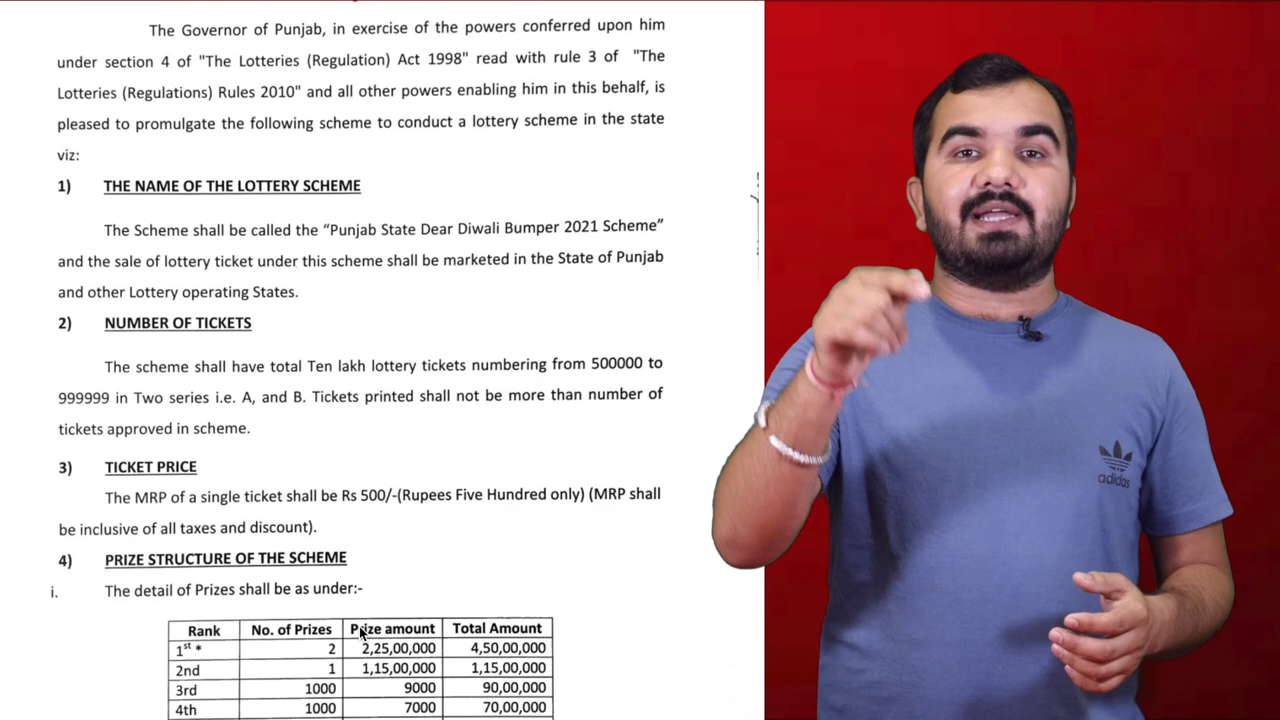 The Governor of Punjab, in exercise of the powers conferred upon him
under section 4 of "The Lotteries (Regulation) Act 1998" read with rule 3 of "The
Lotteries (Regulations) Rules 2010" and all other powers enabling him in this behalf, is
pleased to promulgate the following scheme to conduct a lottery scheme in the state
viz:
1) THE NAME OF THE LOTTERY SCHEME
The Scheme shall be called the “Punjab State Dear Diwali Bumper 2021 Scheme”
and the sale of lottery ticket under this scheme shall be marketed in the State of Punjab
and other Lottery operating States.
2) NUMBER OF TICKETS
The scheme shall have total Ten lakh lottery tickets numbering from 500000 to
999999 in Two series i.e. A, and B. Tickets printed shall not be more than number of
tickets approved in scheme.
3) TICKET PRICE
The MRP of a single ticket shall be Rs 500/-(Rupees Five Hundred only) (MRP shall
be inclusive of all taxes and discount).
4) PRIZE STRUCTURE OF THE SCHEME
i. The detail of Prizes shall be as under:-
Rank No. of Prizes Prize amount Total Amount
1st * 2 2,25,00,000 4,50,00,000
2nd 1 1,15,00,000 1,15,00,000
3rd 1000 9000 90,00,000
4th 1000 7000 70,00,000
adidas